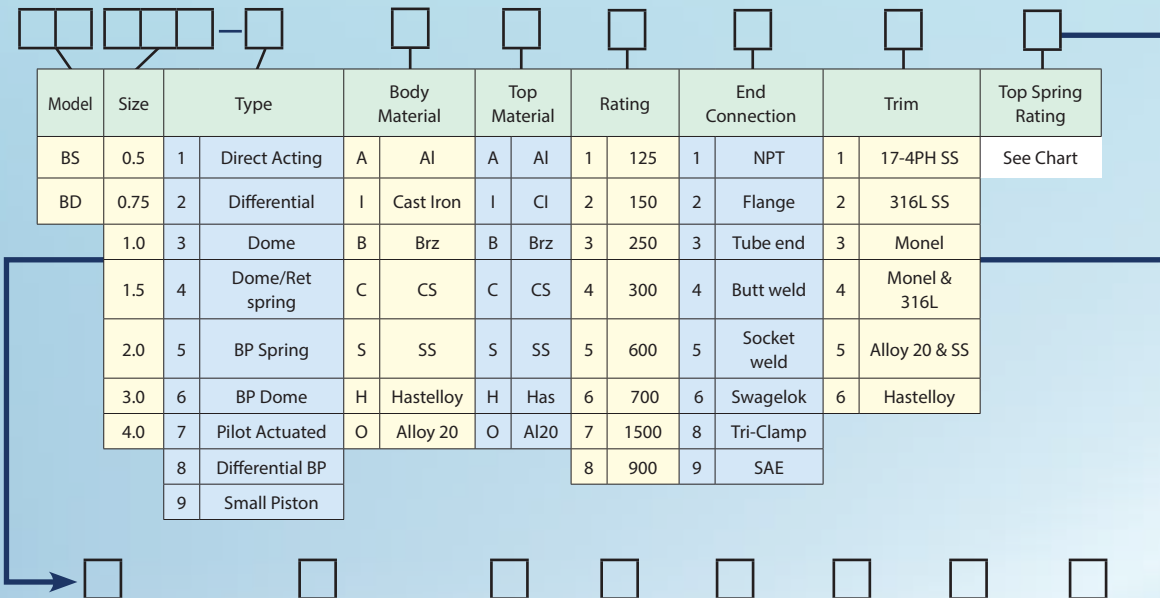 Model Size Type Body Material Top Material Rating End Connection Trim Top Spring Rating
BS 0.5 1 Direct Acting A Al A Al 1 125 1 NPT 1 17-4PH SS See Chart
BD 0.75 2 Differential I Cast Iron I CI 2 150 2 Flange 2 316L SS
1.0 3 Dome B Brz B Brz 3 250 3 Tube end 3 Monel
1.5 4 Dome/Ret spring C CS C CS 4 300 4 Butt weld 4 Monel & 316L
2.0 5 BP Spring S SS S SS 5 600 5 Socket weld 5 Alloy 20 & SS
3.0 6 BP Dome H Hastelloy H Has 6 700 6 Swagelok 6 Hastelloy
4.0 7 Pilot Actuated O Alloy 20 O Al20 7 1500 8 Tri-Clamp
8 Differential BP 8 900 9 SAE
9 Small Piston